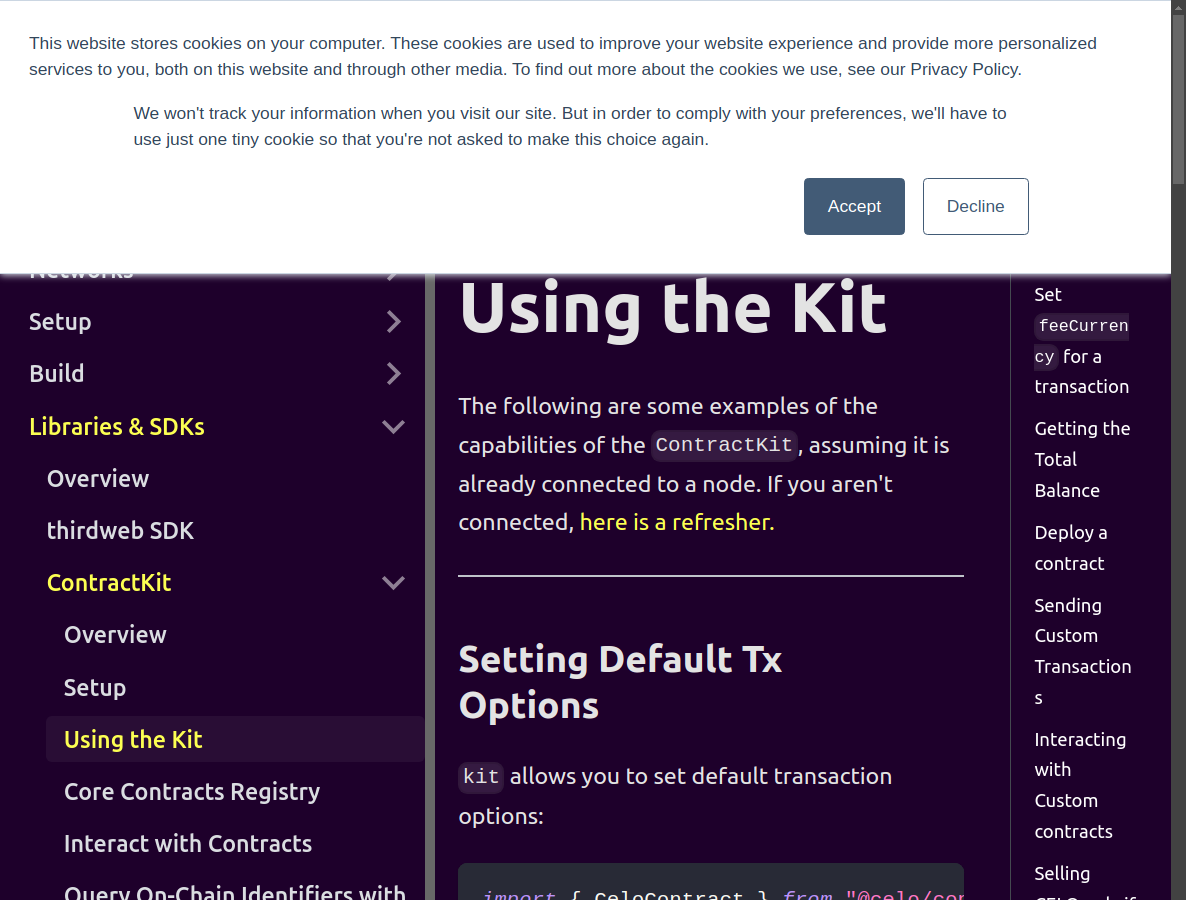 This website stores cookies on your computer. These cookies are used to improve your website experience and provide more personalized
services to you, both on this website and through other media. To find out more about the cookies we use, see our Privacy Policy.
We won't track your information when you visit our site. But in order to comply with your preferences, we'll have to
use just one tiny cookie so that you're not asked to make this choice again.
Accept
Decline
Networks
Setup
Build
Libraries & SDKs
Overview
thirdweb SDK
ContractKit
Overview
Setup
Using the Kit
Core Contracts Registry
Interact with Contracts
Query On-Chain Identifiers with
Using the Kit
The following are some examples of the
capabilities of the ContractKit, assuming it is
already connected to a node. If you aren't
connected, here is a refresher.
Setting Default Tx
Options
kit allows you to set default transaction
options:
import { CeloContract } from "@celo/con
Set
feeCurren
cy for a
transaction
Getting the
Total
Balance
Deploy a
contract
Sending
Custom
Transaction
s
Interacting
with
Custom
contracts
Selling